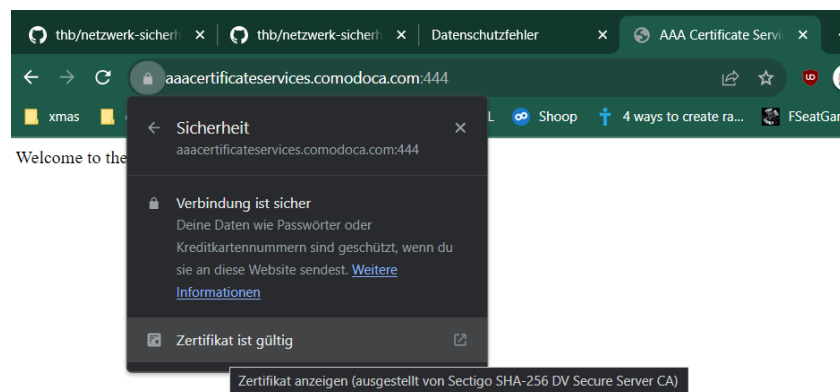 thb/netzwerk-sicherh
thb/netzwerk-sicherh
Datenschutzfehler
AAA Certificate Servi
aaacertificateservices.comodoca.com:444
xmas
Shoop
4 ways to create ra...
FSeatGar
Welcome to the
Sicherheit
aaacertificateservices.comodoca.com:444
Verbindung ist sicher
Deine Daten wie Passwörter oder
Kreditkartennummern sind geschützt, wenn du
sie an diese Website sendest. Weitere
Informationen
Zertifikat ist gültig
Zertifikat anzeigen (ausgestellt von Sectigo SHA-256 DV Secure Server CA)